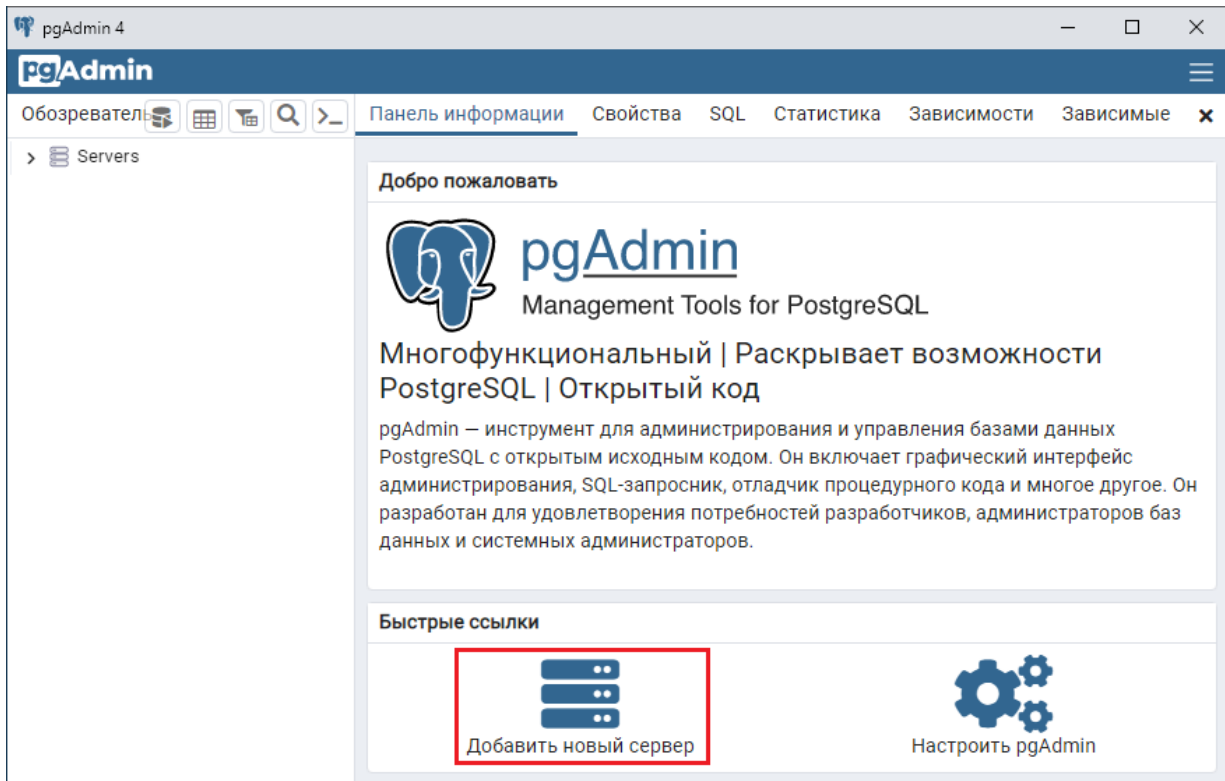 pgAdmin 4
pgAdmin
Обозреватель
Панель информации Свойства SQL Статистика Зависимости Зависимые
Servers
Добро пожаловать
pgAdmin
Management Tools for PostgreSQL
Многофункциональный | Раскрывает возможности
PostgreSQL | Открытый код
pgAdmin — инструмент для администрирования и управления базами данных
PostgreSQL с открытым исходным кодом. Он включает графический интерфейс
администрирования, SQL-запросник, отладчик процедурного кода и многое другое. Он
разработан для удовлетворения потребностей разработчиков, администраторов баз
данных и системных администраторов.
Быстрые ссылки
Добавить новый сервер
Настроить pgAdmin